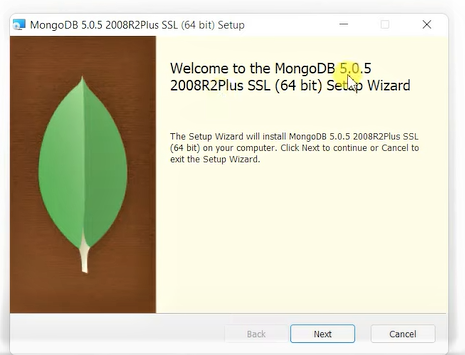 MongoDB 5.0.5 2008R2Plus SSL (64 bit) Setup
Welcome to the MongoDB 5.0.5
2008R2Plus SSL (64 bit) Setup Wizard
The Setup Wizard will install MongoDB 5.0.5 2008R2Plus SSL
(64 bit) on your computer. Click Next to continue or Cancel to
exit the Setup Wizard.
Back
Next
Cancel